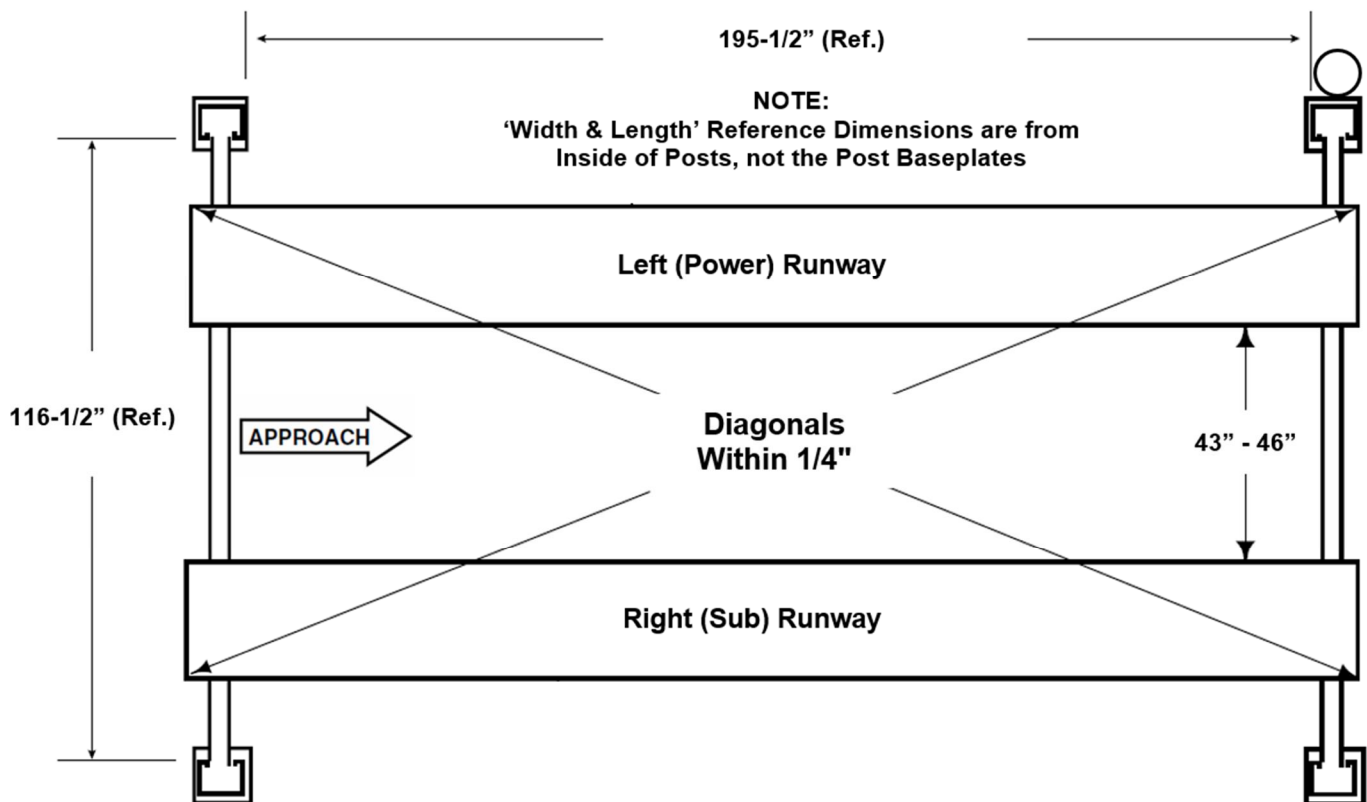 195-1/2” (Ref.)
NOTE:
‘Width & Length’ Reference Dimensions are from
Inside of Posts, not the Post Baseplates
Left (Power) Runway
116-1/2” (Ref.)
APPROACH
Diagonals
Within 1/4"
43” - 46”
Right (Sub) Runway